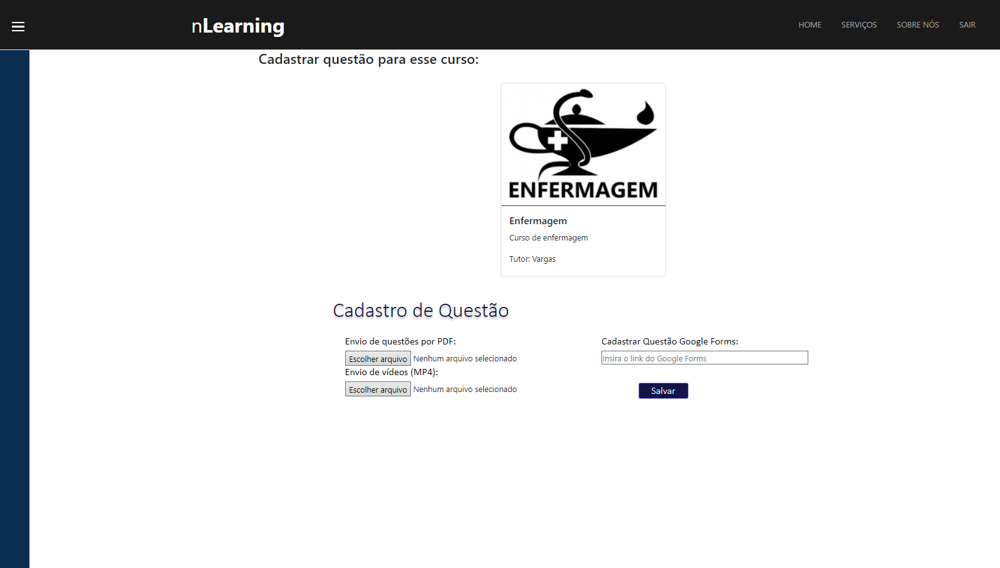 nLearning
HOME SERVIÇOS SOBRE NÓS SAIR
Cadastrar questão para esse curso:
ENFERMAGEM
Enfermagem
Curso de enfermagem
Tutor: Vargas
Cadastro de Questão
Envio de questões por PDF:
Escolher arquivo Nenhum arquivo selecionado
Envio de vídeos (MP4):
Escolher arquivo Nenhum arquivo selecionado
Cadastrar Questão Google Forms:
Insira o link do Google Forms
Salvar